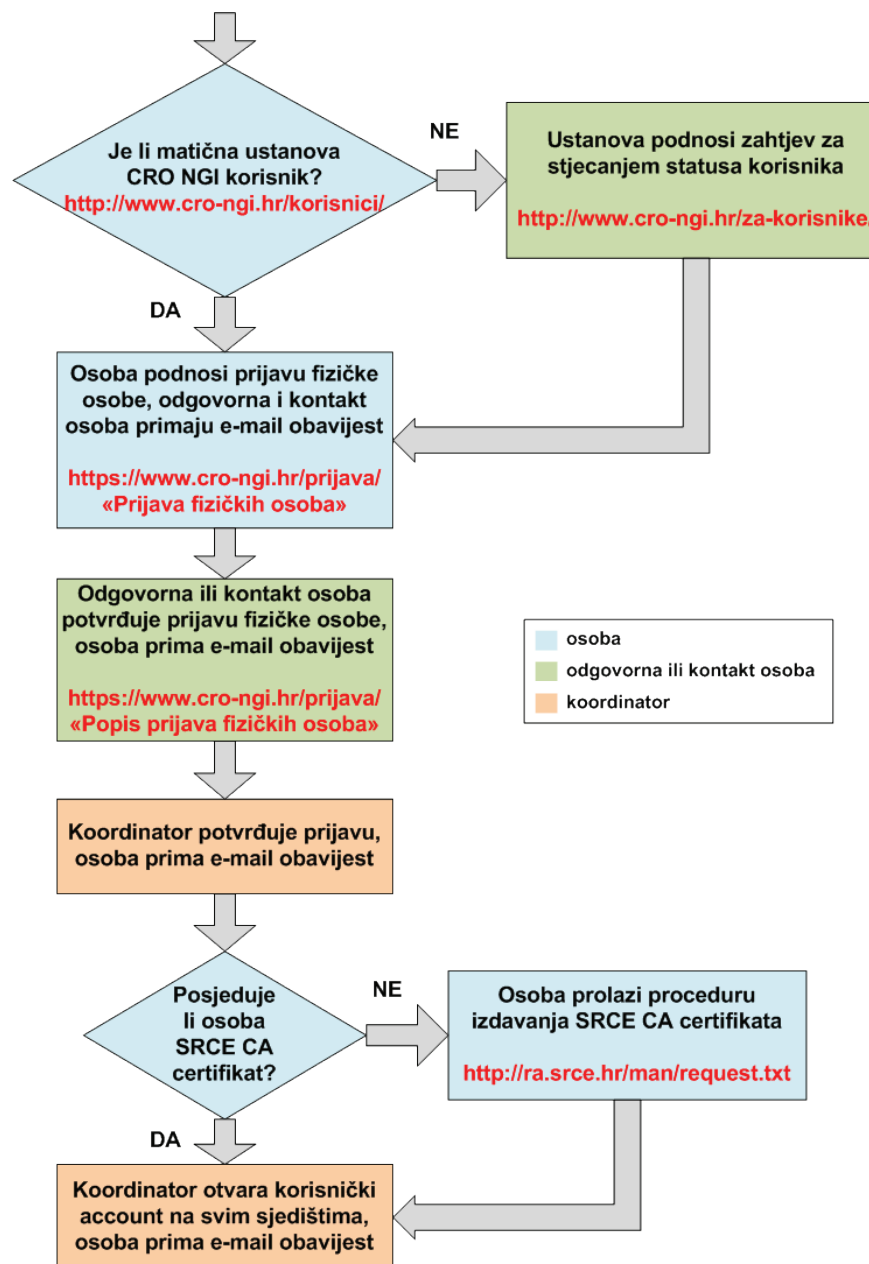 Je li matična ustanova
CRO NGI korisnik?
http://www.cro-ngi.hr/korisnici/
NE
Ustanova podnosi zahtjev za
stjecanjem statusa korisnika
http://www.cro-ngi.hr/za-korisnike/
DA
Osoba podnosi prijavu fizičke
osobe, odgovorna i kontakt
osoba primaju e-mail obavijest
https://www.cro-ngi.hr/prijava/
«Prijava fizičkih osoba»
Odgovorna ili kontakt osoba
potvrđuje prijavu fizičke osobe,
osoba prima e-mail obavijest
https://www.cro-ngi.hr/prijava/
«Popis prijava fizičkih osoba»
osoba
odgovorna ili kontakt osoba
koordinator
Koordinator potvrđuje prijavu,
osoba prima e-mail obavijest
Posjeduje
li osoba
SRCE CA
certifikat?
NE
Osoba prolazi proceduru
izdavanja SRCE CA certifikata
http://ra.srce.hr/man/request.txt
DA
Koordinator otvara korisnički
account na svim sjedištima,
osoba prima e-mail obavijest